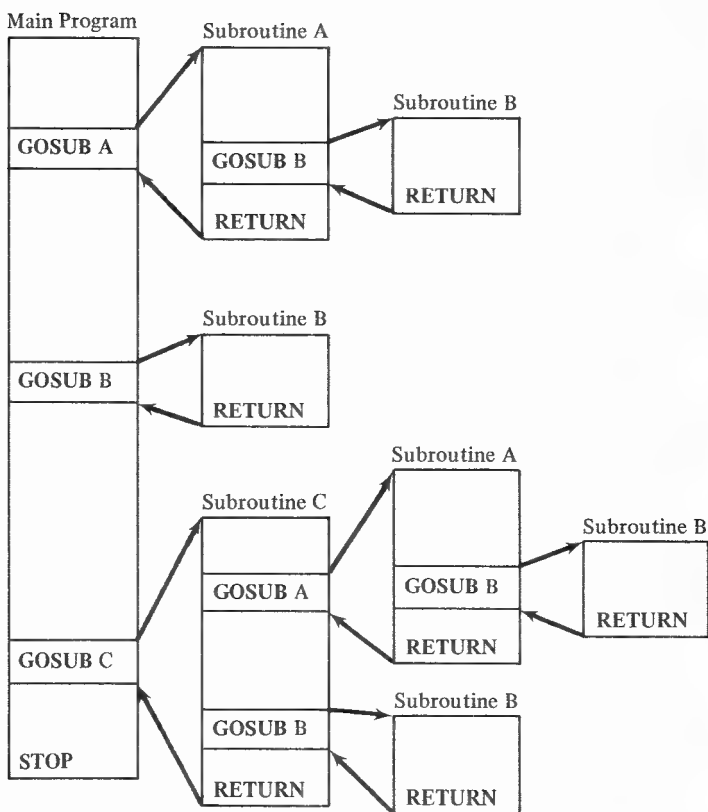 Main Program
Subroutine A
Subroutine B
GOSUB A
GOSUB B
RETURN
RETURN
Subroutine B
GOSUB B
RETURN
Subroutine A
Subroutine C
Subroutine B
GOSUB A
GOSUB B
RETURN
GOSUB C
RETURN
Subroutine B
GOSUB B
STOP
RETURN
RETURN